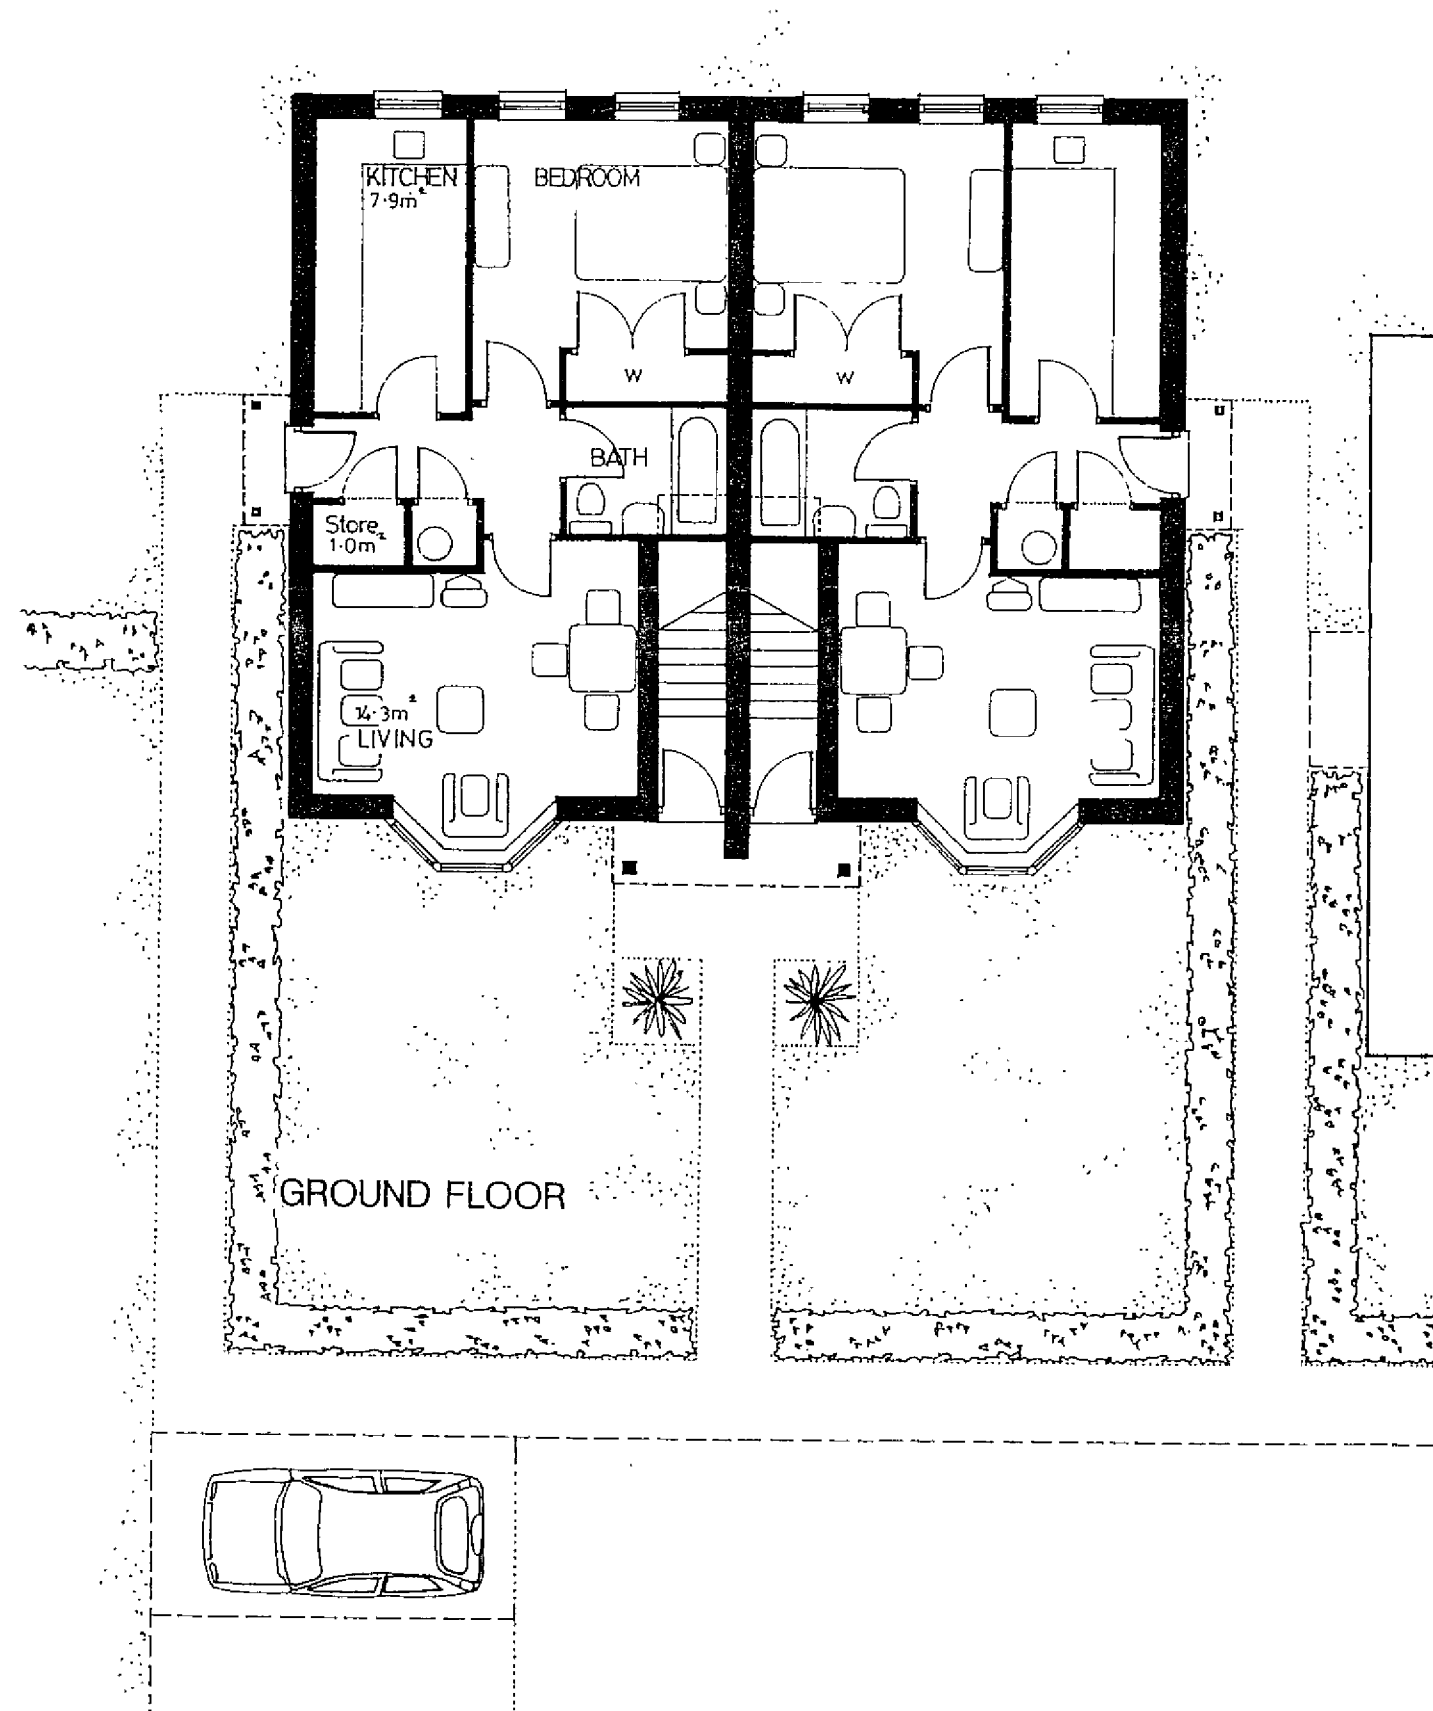 KITCHEN
7.9m²
BEDROOM
W
W
BATH
Store
1.0m²
14.3m²
LIVING
GROUND FLOOR